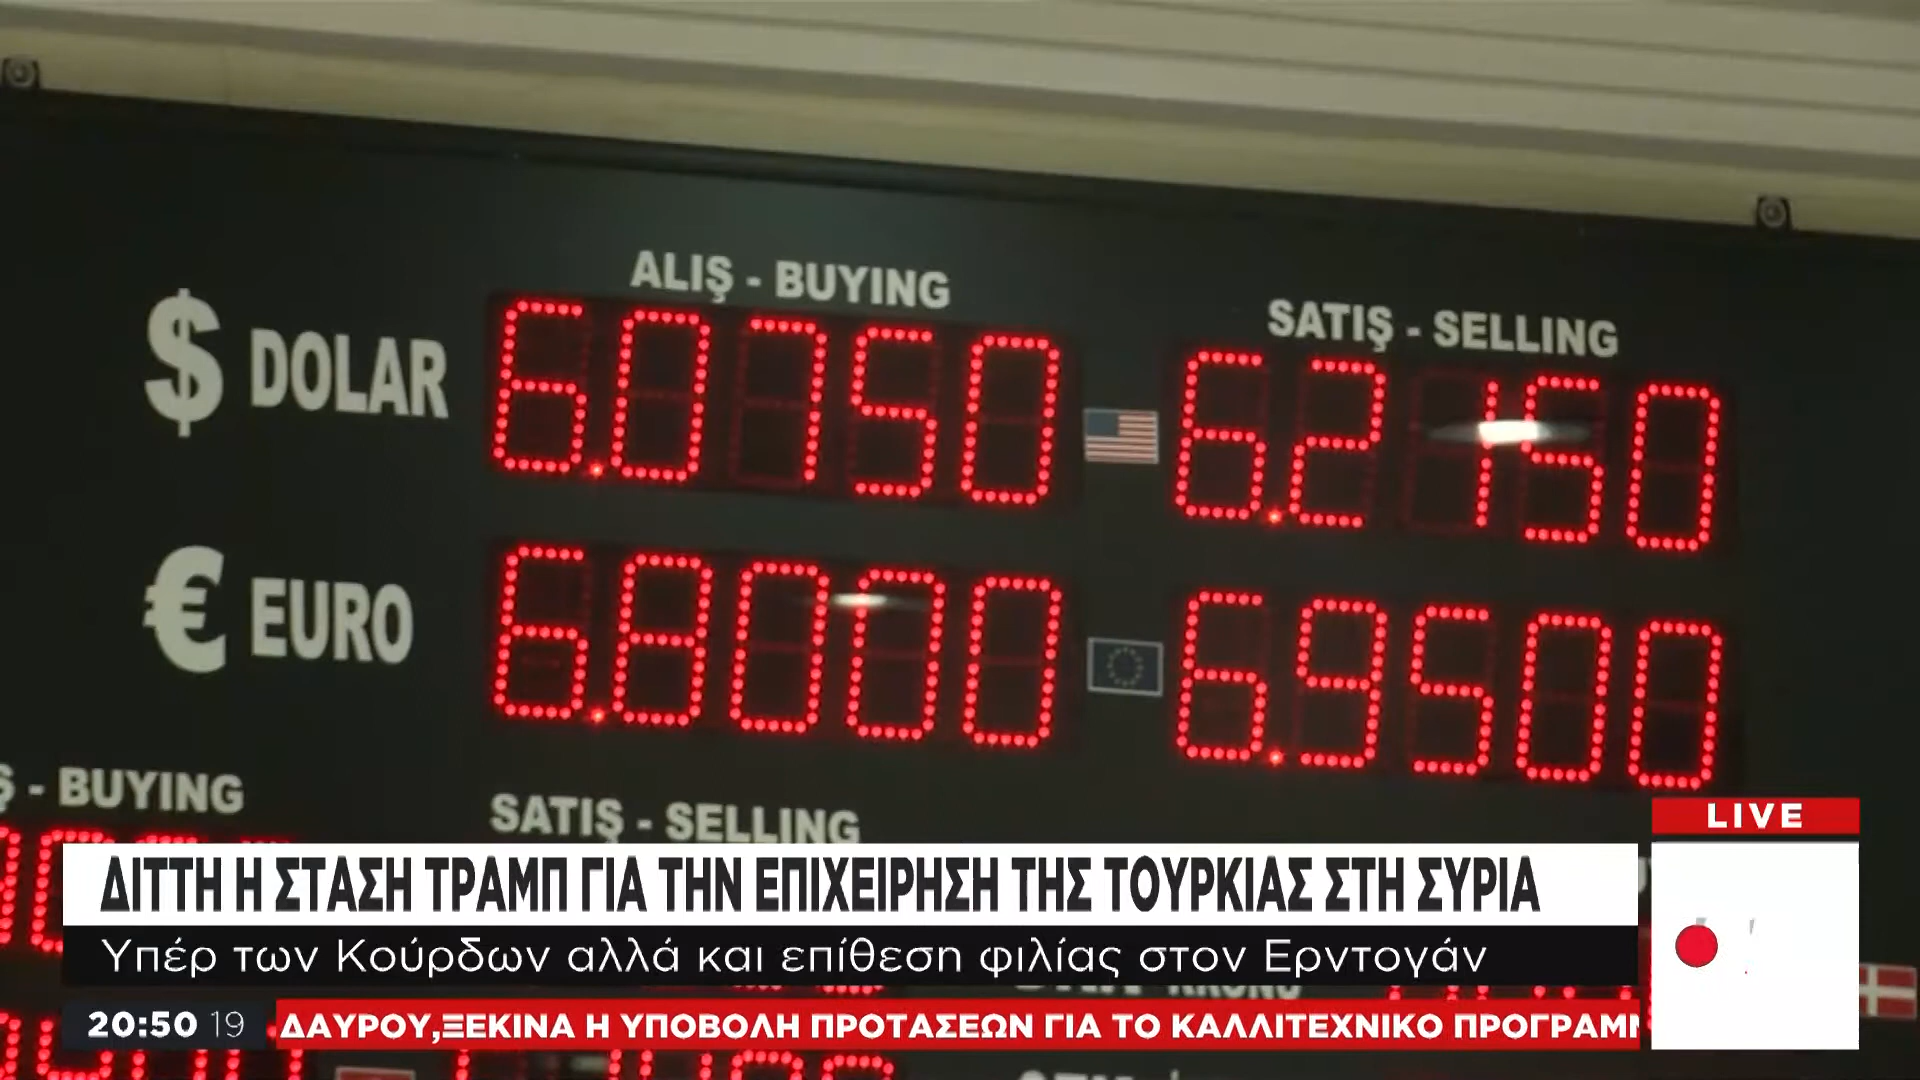 ALIŞ - BUYING
SATIŞ - SELLING
$ DOLAR 6.0750 6.2150
€ EURO 6.8000 6.9500
Ş - BUYING
SATIŞ - SELLING
LIVE
ΔΙΤΤΗ Η ΣΤΑΣΗ ΤΡΑΜΠ ΓΙΑ ΤΗΝ ΕΠΙΧΕΙΡΗΣΗ ΤΗΣ ΤΟΥΡΚΙΑΣ ΣΤΗ ΣΥΡΙΑ
Υπέρ των Κούρδων αλλά και επίθεση φιλίας στον Ερντογάν
20:50 19
ΔΑΥΡΟΥ,ΞΕΚΙΝΑ Η ΥΠΟΒΟΛΗ ΠΡΟΤΑΣΕΩΝ ΓΙΑ ΤΟ ΚΑΛΛΙΤΕΧΝΙΚΟ ΠΡΟΓΡΑΜΜ